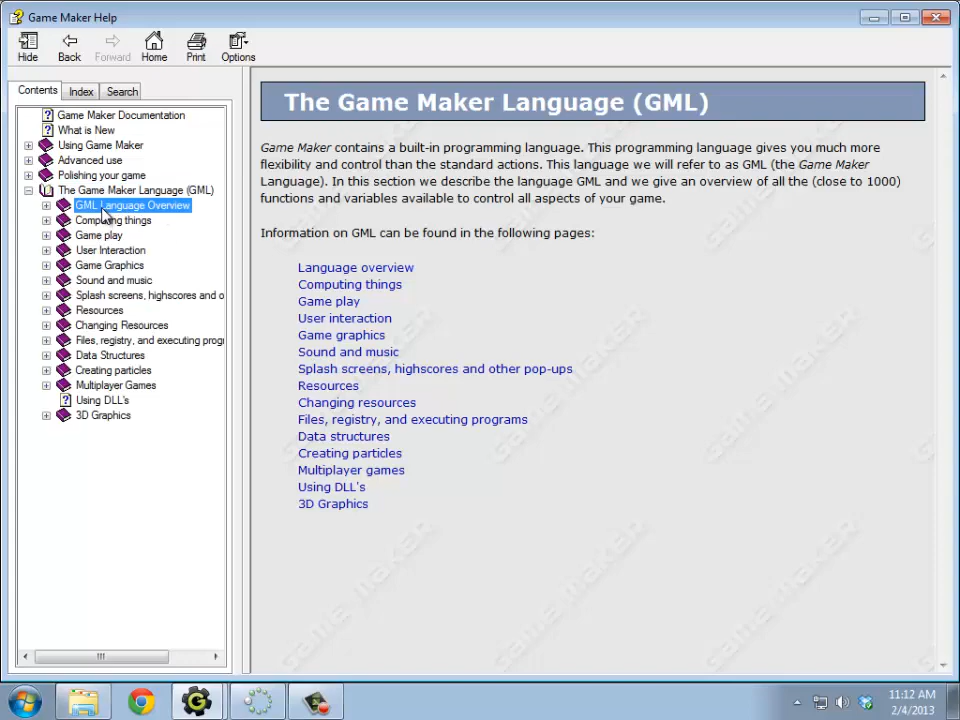 Game Maker Help
Hide Back Forward Home Print Options
Contents Index Search
Game Maker Documentation
What is New
Using Game Maker
Advanced use
Polishing your game
The Game Maker Language (GML)
GML Language Overview
Computing things
Game play
User Interaction
Game Graphics
Sound and music
Splash screens, highscores and o
Resources
Changing Resources
Files, registry, and executing progr
Data Structures
Creating particles
Multiplayer Games
Using DLL's
3D Graphics
The Game Maker Language (GML)
Game Maker contains a built-in programming language. This programming language gives you much more
flexibility and control than the standard actions. This language we will refer to as GML (the Game Maker
Language). In this section we describe the language GML and we give an overview of all the (close to 1000)
functions and variables available to control all aspects of your game.
Information on GML can be found in the following pages:
Language overview
Computing things
Game play
User interaction
Game graphics
Sound and music
Splash screens, highscores and other pop-ups
Resources
Changing resources
Files, registry, and executing programs
Data structures
Creating particles
Multiplayer games
Using DLL's
3D Graphics
11:12 AM
2/4/2013